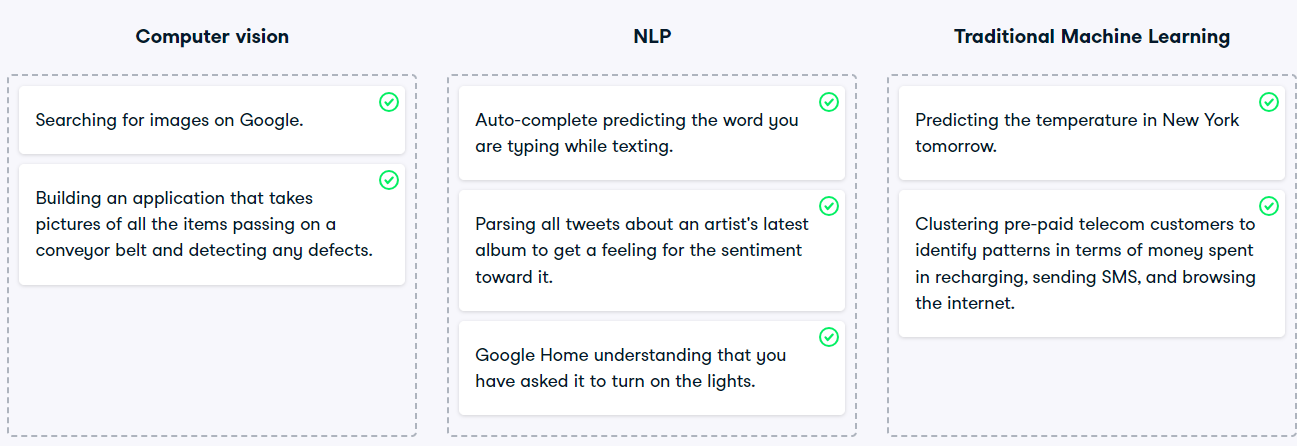 Computer vision
Searching for images on Google.
Building an application that takes
pictures of all the items passing on a
conveyor belt and detecting any defects.
NLP
Auto-complete predicting the word you
are typing while texting.
Parsing all tweets about an artist's latest
album to get a feeling for the sentiment
toward it.
Google Home understanding that you
have asked it to turn on the lights.
Traditional Machine Learning
Predicting the temperature in New York
tomorrow.
Clustering pre-paid telecom customers to
identify patterns in terms of money spent
in recharging, sending SMS, and browsing
the internet.